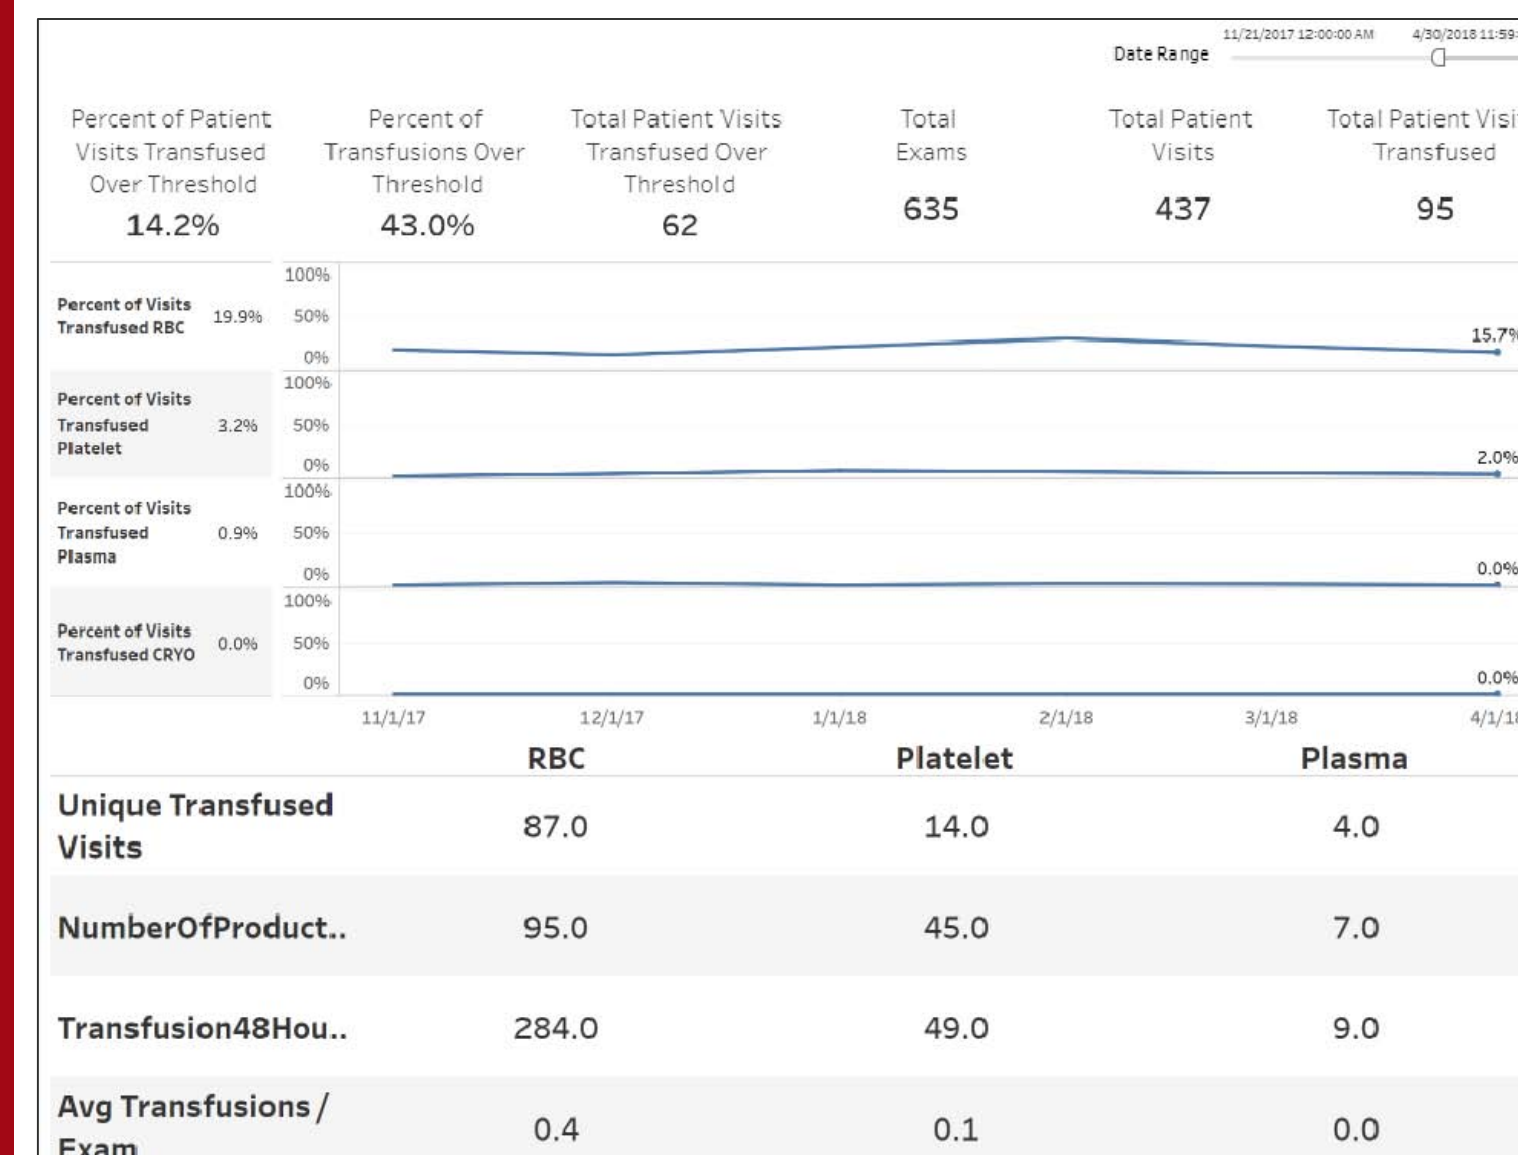 11/21/2017 12:00:00 AM 4/30/2018 11:59:
Date Range
Percent of Patient
Visits Transfused
Over Threshold
14.2%
Percent of
Transfusions Over
Threshold
43.0%
Total Patient Visits
Transfused Over
Threshold
62
Total
Exams
635
Total Patient
Visits
437
Total Patient Visi
Transfused
95
Percent of Visits
Transfused RBC
19.9%
100%
50%
0%
15.7%
Percent of Visits
Transfused
Platelet
3.2%
100%
50%
0%
2.0%
Percent of Visits
Transfused
Plasma
0.9%
100%
50%
0%
0.0%
Percent of Visits
Transfused CRYO
0.0%
100%
50%
0%
0.0%
11/1/17 12/1/17 1/1/18 2/1/18 3/1/18 4/1/18
RBC Platelet Plasma
Unique Transfused
Visits
87.0 14.0 4.0
NumberOfProduct.. 95.0 45.0 7.0
Transfusion48Hou.. 284.0 49.0 9.0
Avg Transfusions /
Exam
0.4 0.1 0.0